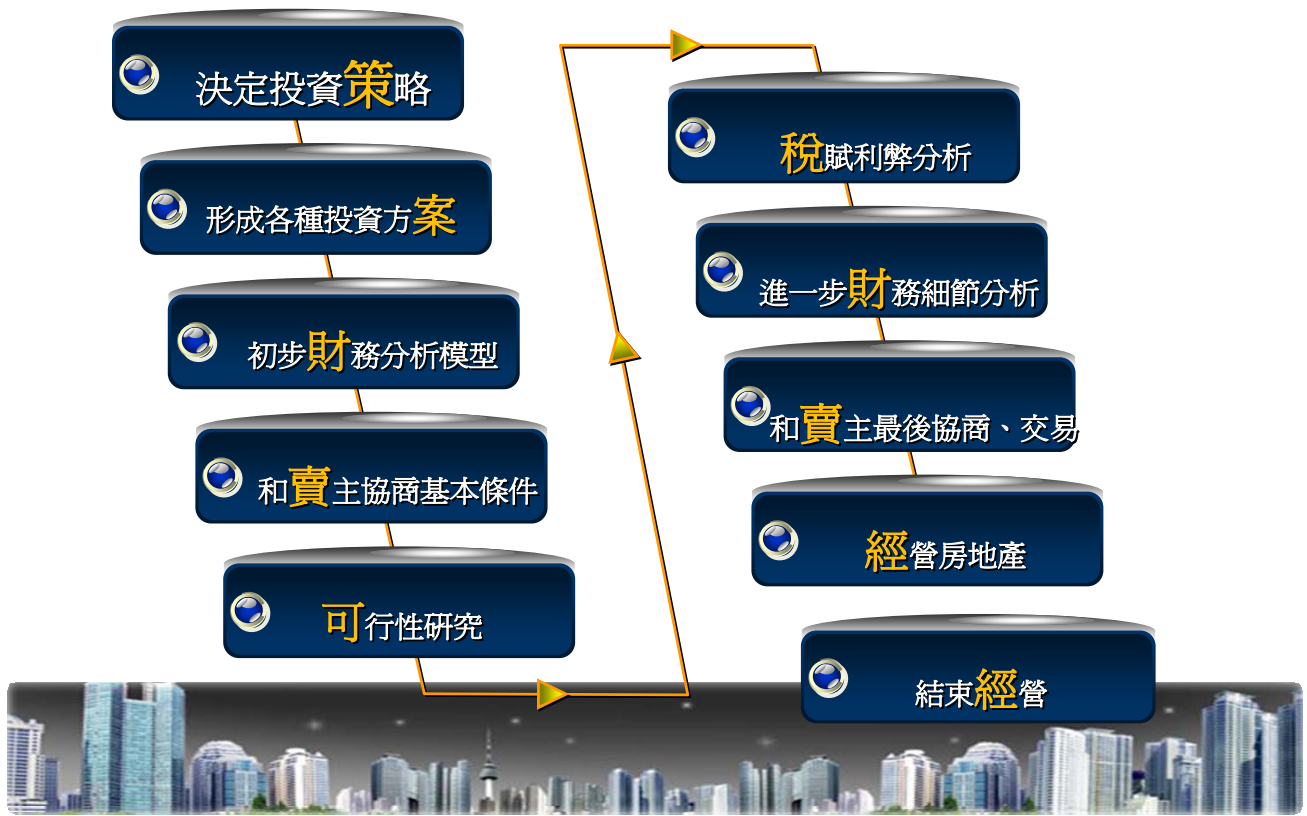 決定投資策略
形成各種投資方案
初步財務分析模型
和賣主協商基本條件
可行性研究
稅賦利弊分析
進一步財務細節分析
和賣主最後協商、交易
經營房地產
結束經營